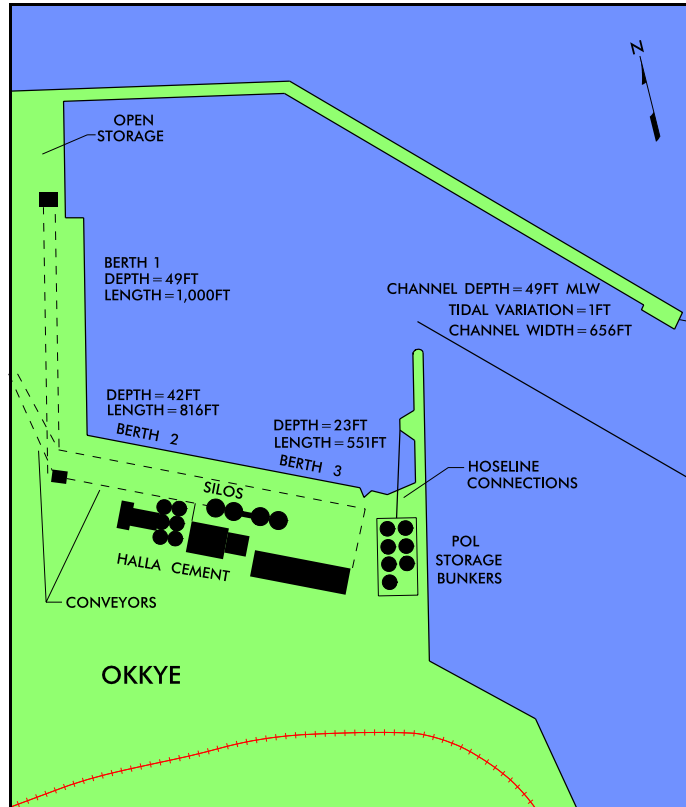 N
OPEN
STORAGE
BERTH 1
DEPTH=49FT
LENGTH=1,000FT
CHANNEL DEPTH=49FT MLW
TIDAL VARIATION=1FT
CHANNEL WIDTH=656FT
DEPTH=42FT
LENGTH=816FT
BERTH 2
DEPTH=23FT
LENGTH=551FT
BERTH 3
HOSELINE
CONNECTIONS
SILOS
HALLA CEMENT
POL
STORAGE
BUNKERS
CONVEYORS
OKKYE